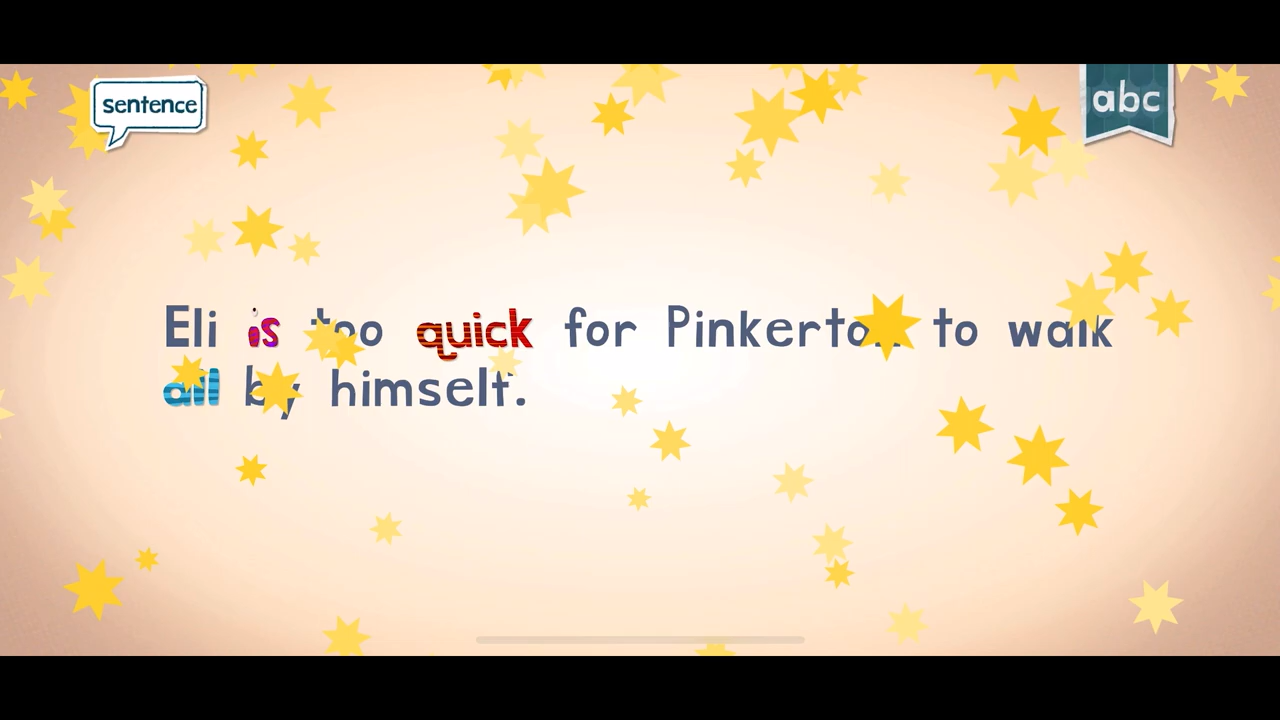 sentence
abc
Eli is too quick for Pinkerton to walk
all by himself.